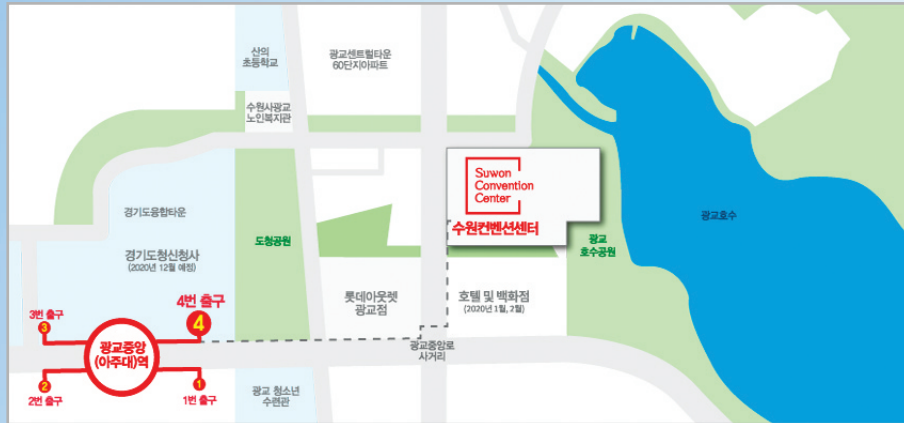 산의
초등학교
광교센트럴타운
60단지아파트
수원시광교
노인복지관
Suwon
Convention
Center
수원컨벤션센터
경기도융합타운
도청공원
광교
호수공원
광교호수
경기도청신청사
(2020년 12월 예정)
롯데아웃렛
광교점
호텔 및 백화점
(2020년 1월, 2월)
4번 출구
4
3번 출구
3
광교중앙
(아주대)역
광교중앙로
사거리
2
2번 출구
1
1번 출구
광교 청소년
수련관